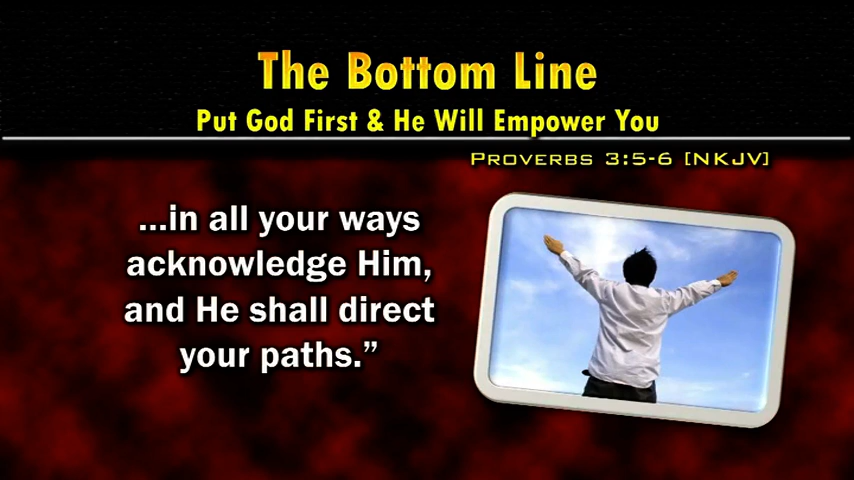 The Bottom Line
Put God First & He Will Empower You
Proverbs 3:5-6 [NKJV]
...in all your ways
acknowledge Him,
and He shall direct
your paths.”